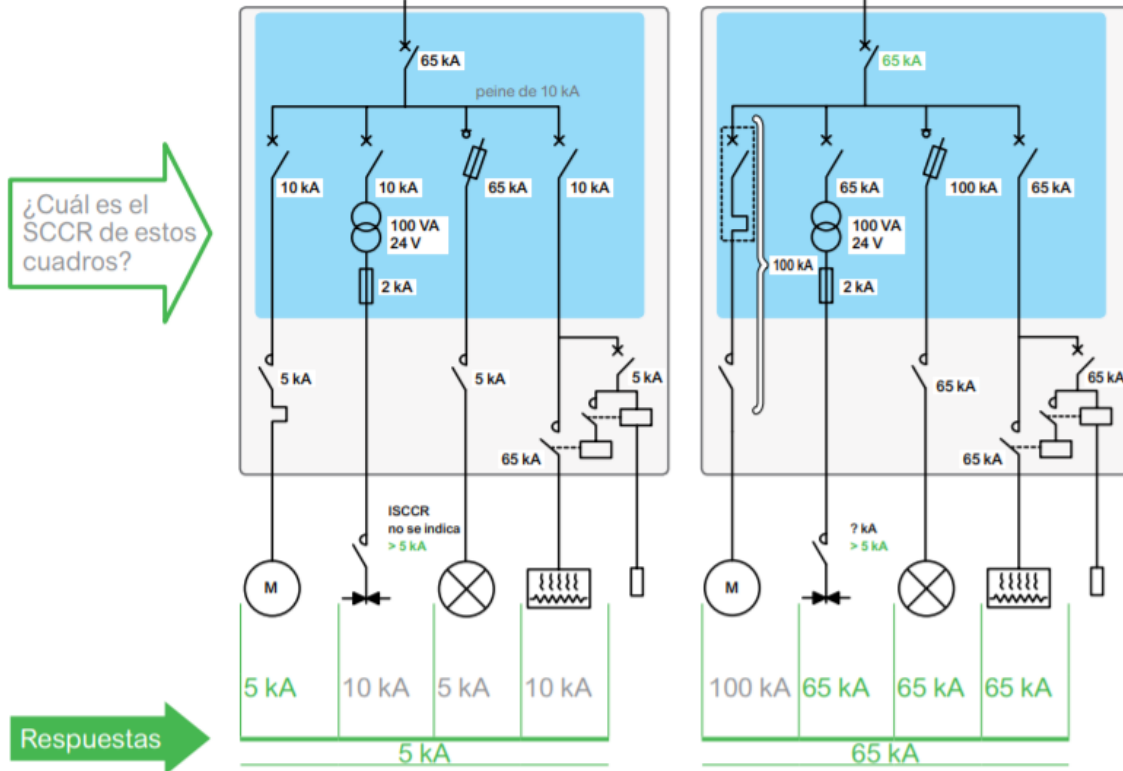 ¿Cuál es el
SCCR de estos
cuadros?
65 kA
peine de 10 kA
10 kA
10 kA
65 kA
10 kA
100 VA
24 V
2 kA
5 kA
5 kA
5 kA
65 kA
ISCCR
no se indica
> 5 kA
M
5 kA
10 kA
5 kA
10 kA
5 kA
65 kA
65 kA
100 kA
65 kA
100 VA
24 V
100 kA
2 kA
65 kA
65 kA
65 kA
? kA
> 5 kA
M
100 kA
65 kA
65 kA
65 kA
65 kA
Respuestas